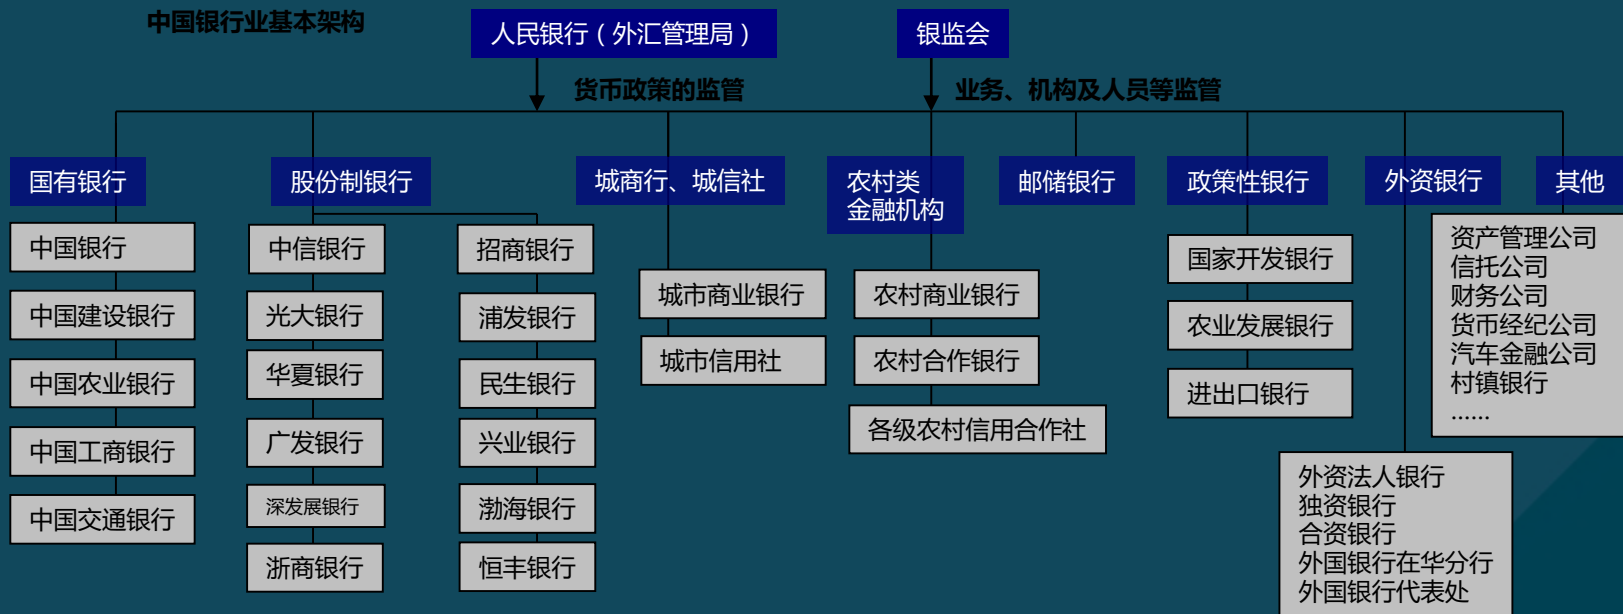 中国银行业基本架构
人民银行（外汇管理局）
银监会
货币政策的监管
业务、机构及人员等监管
国有银行
股份制银行
城商行、城信社
农村类
金融机构
邮储银行
政策性银行
外资银行
其他
中国银行
中国建设银行
中国农业银行
中国工商银行
中国交通银行
中信银行
光大银行
华夏银行
广发银行
深发展银行
浙商银行
招商银行
浦发银行
民生银行
兴业银行
渤海银行
恒丰银行
城市商业银行
城市信用社
农村商业银行
农村合作银行
各级农村信用合作社
国家开发银行
农业发展银行
进出口银行
外资法人银行
独资银行
合资银行
外国银行在华分行
外国银行代表处
资产管理公司
信托公司
财务公司
货币经纪公司
汽车金融公司
村镇银行
......